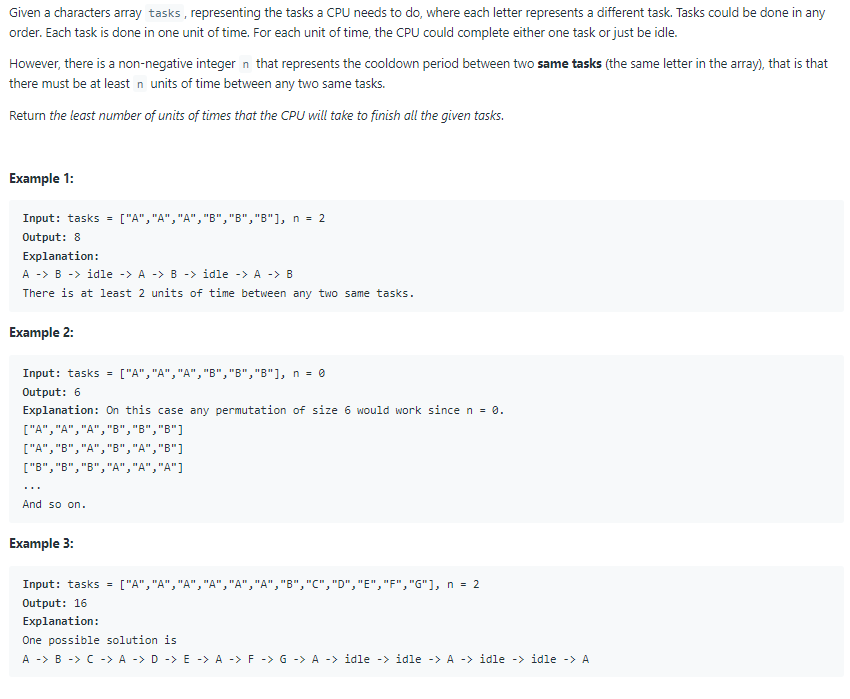 Given a characters array tasks, representing the tasks a CPU needs to do, where each letter represents a different task. Tasks could be done in any
order. Each task is done in one unit of time. For each unit of time, the CPU could complete either one task or just be idle.
However, there is a non-negative integer n that represents the cooldown period between two same tasks (the same letter in the array), that is that
there must be at least n units of time between any two same tasks.
Return the least number of units of times that the CPU will take to finish all the given tasks.
Example 1:
Input: tasks = ["A","A","A","B","B","B"], n = 2
Output: 8
Explanation:
A -> B -> idle -> A -> B -> idle -> A -> B
There is at least 2 units of time between any two same tasks.
Example 2:
Input: tasks = ["A","A","A","B","B","B"], n = 0
Output: 6
Explanation: On this case any permutation of size 6 would work since n = 0.
["A","A","A","B","B","B"]
["A","B","A","B","A","B"]
["B","B","B","A","A","A"]
...
And so on.
Example 3:
Input: tasks = ["A","A","A","A","A","A","B","C","D","E","F","G"], n = 2
Output: 16
Explanation:
One possible solution is
A -> B -> C -> A -> D -> E -> A -> F -> G -> A -> idle -> idle -> A -> idle -> idle -> A